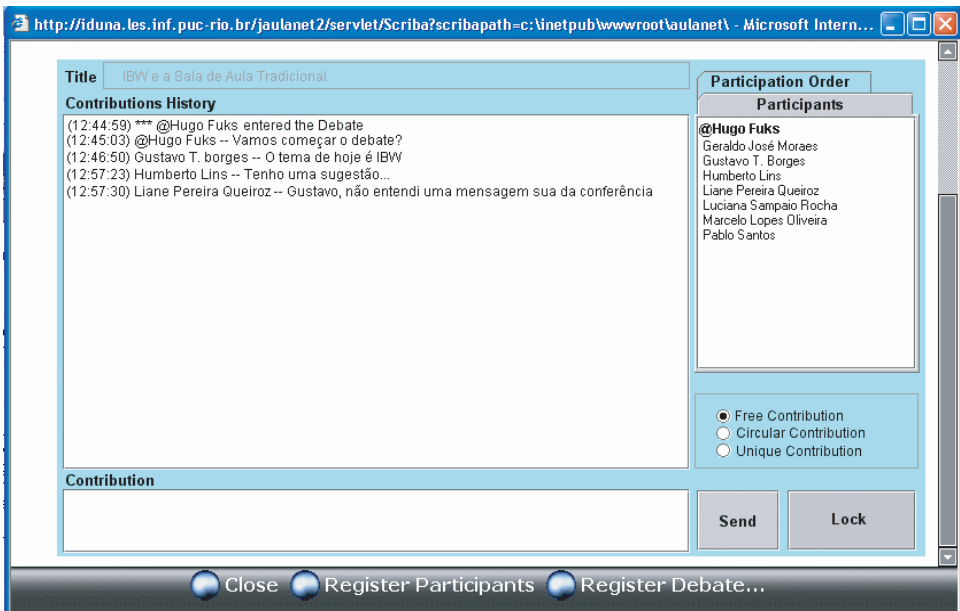 http://iduna.les.inf.puc-rio.br/jaulanet2/servlet/Scriba?scribapath=c:\inetpub\wwwroot\aulanet\ - Microsoft Intern...
Title
IBW e a Sala de Aula Tradicional
Participation Order
Contributions History
Participants
(12:44:59) *** @Hugo Fuks entered the Debate
(12:45:03) @Hugo Fuks -- Vamos começar o debate?
(12:46:50) Gustavo T. borges -- O tema de hoje é IBW
(12:57:23) Humberto Lins -- Tenho uma sugestão...
(12:57:30) Liane Pereira Queiroz -- Gustavo, não entendi uma mensagem sua da conferência
@Hugo Fuks
Geraldo José Moraes
Gustavo T. Borges
Humberto Lins
Liane Pereira Queiroz
Luciana Sampaio Rocha
Marcelo Lopes Oliveira
Pablo Santos
Free Contribution
Circular Contribution
Unique Contribution
Contribution
Send
Lock
Close
Register Participants
Register Debate...